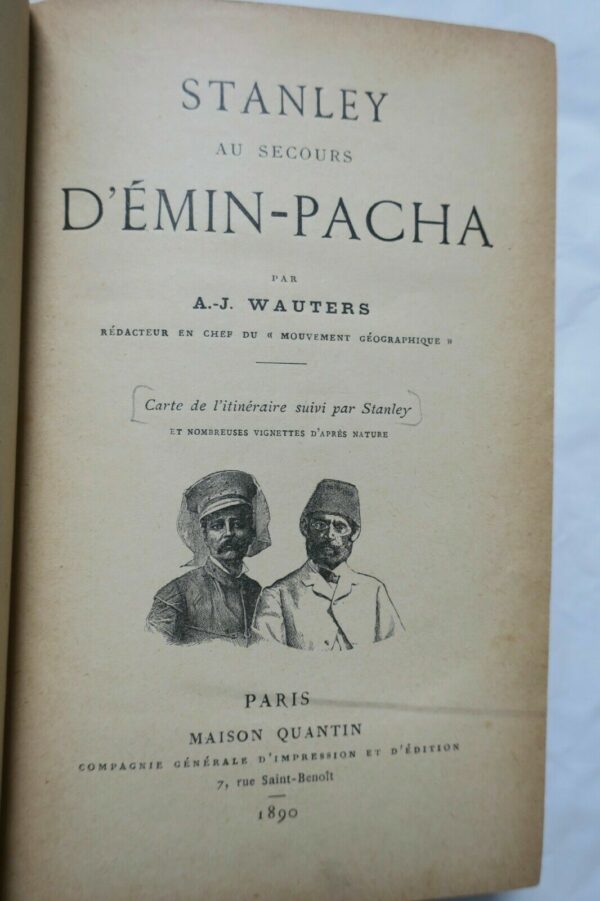 STANLEY
AU SECOURS
D'ÉMIN-PACHA
PAR
A.-J. WAUTERS
RÉDACTEUR EN CHEF DU « MOUVEMENT GÉOGRAPHIQUE »
Carte de l'itinéraire suivi par Stanley
ET NOMBREUSES VIGNETTES D'APRÈS NATURE
PARIS
MAISON QUANTIN
COMPAGNIE GÉNÉRALE D'IMPRESSION ET D'ÉDITION
7, rue Saint-Benoît
1890